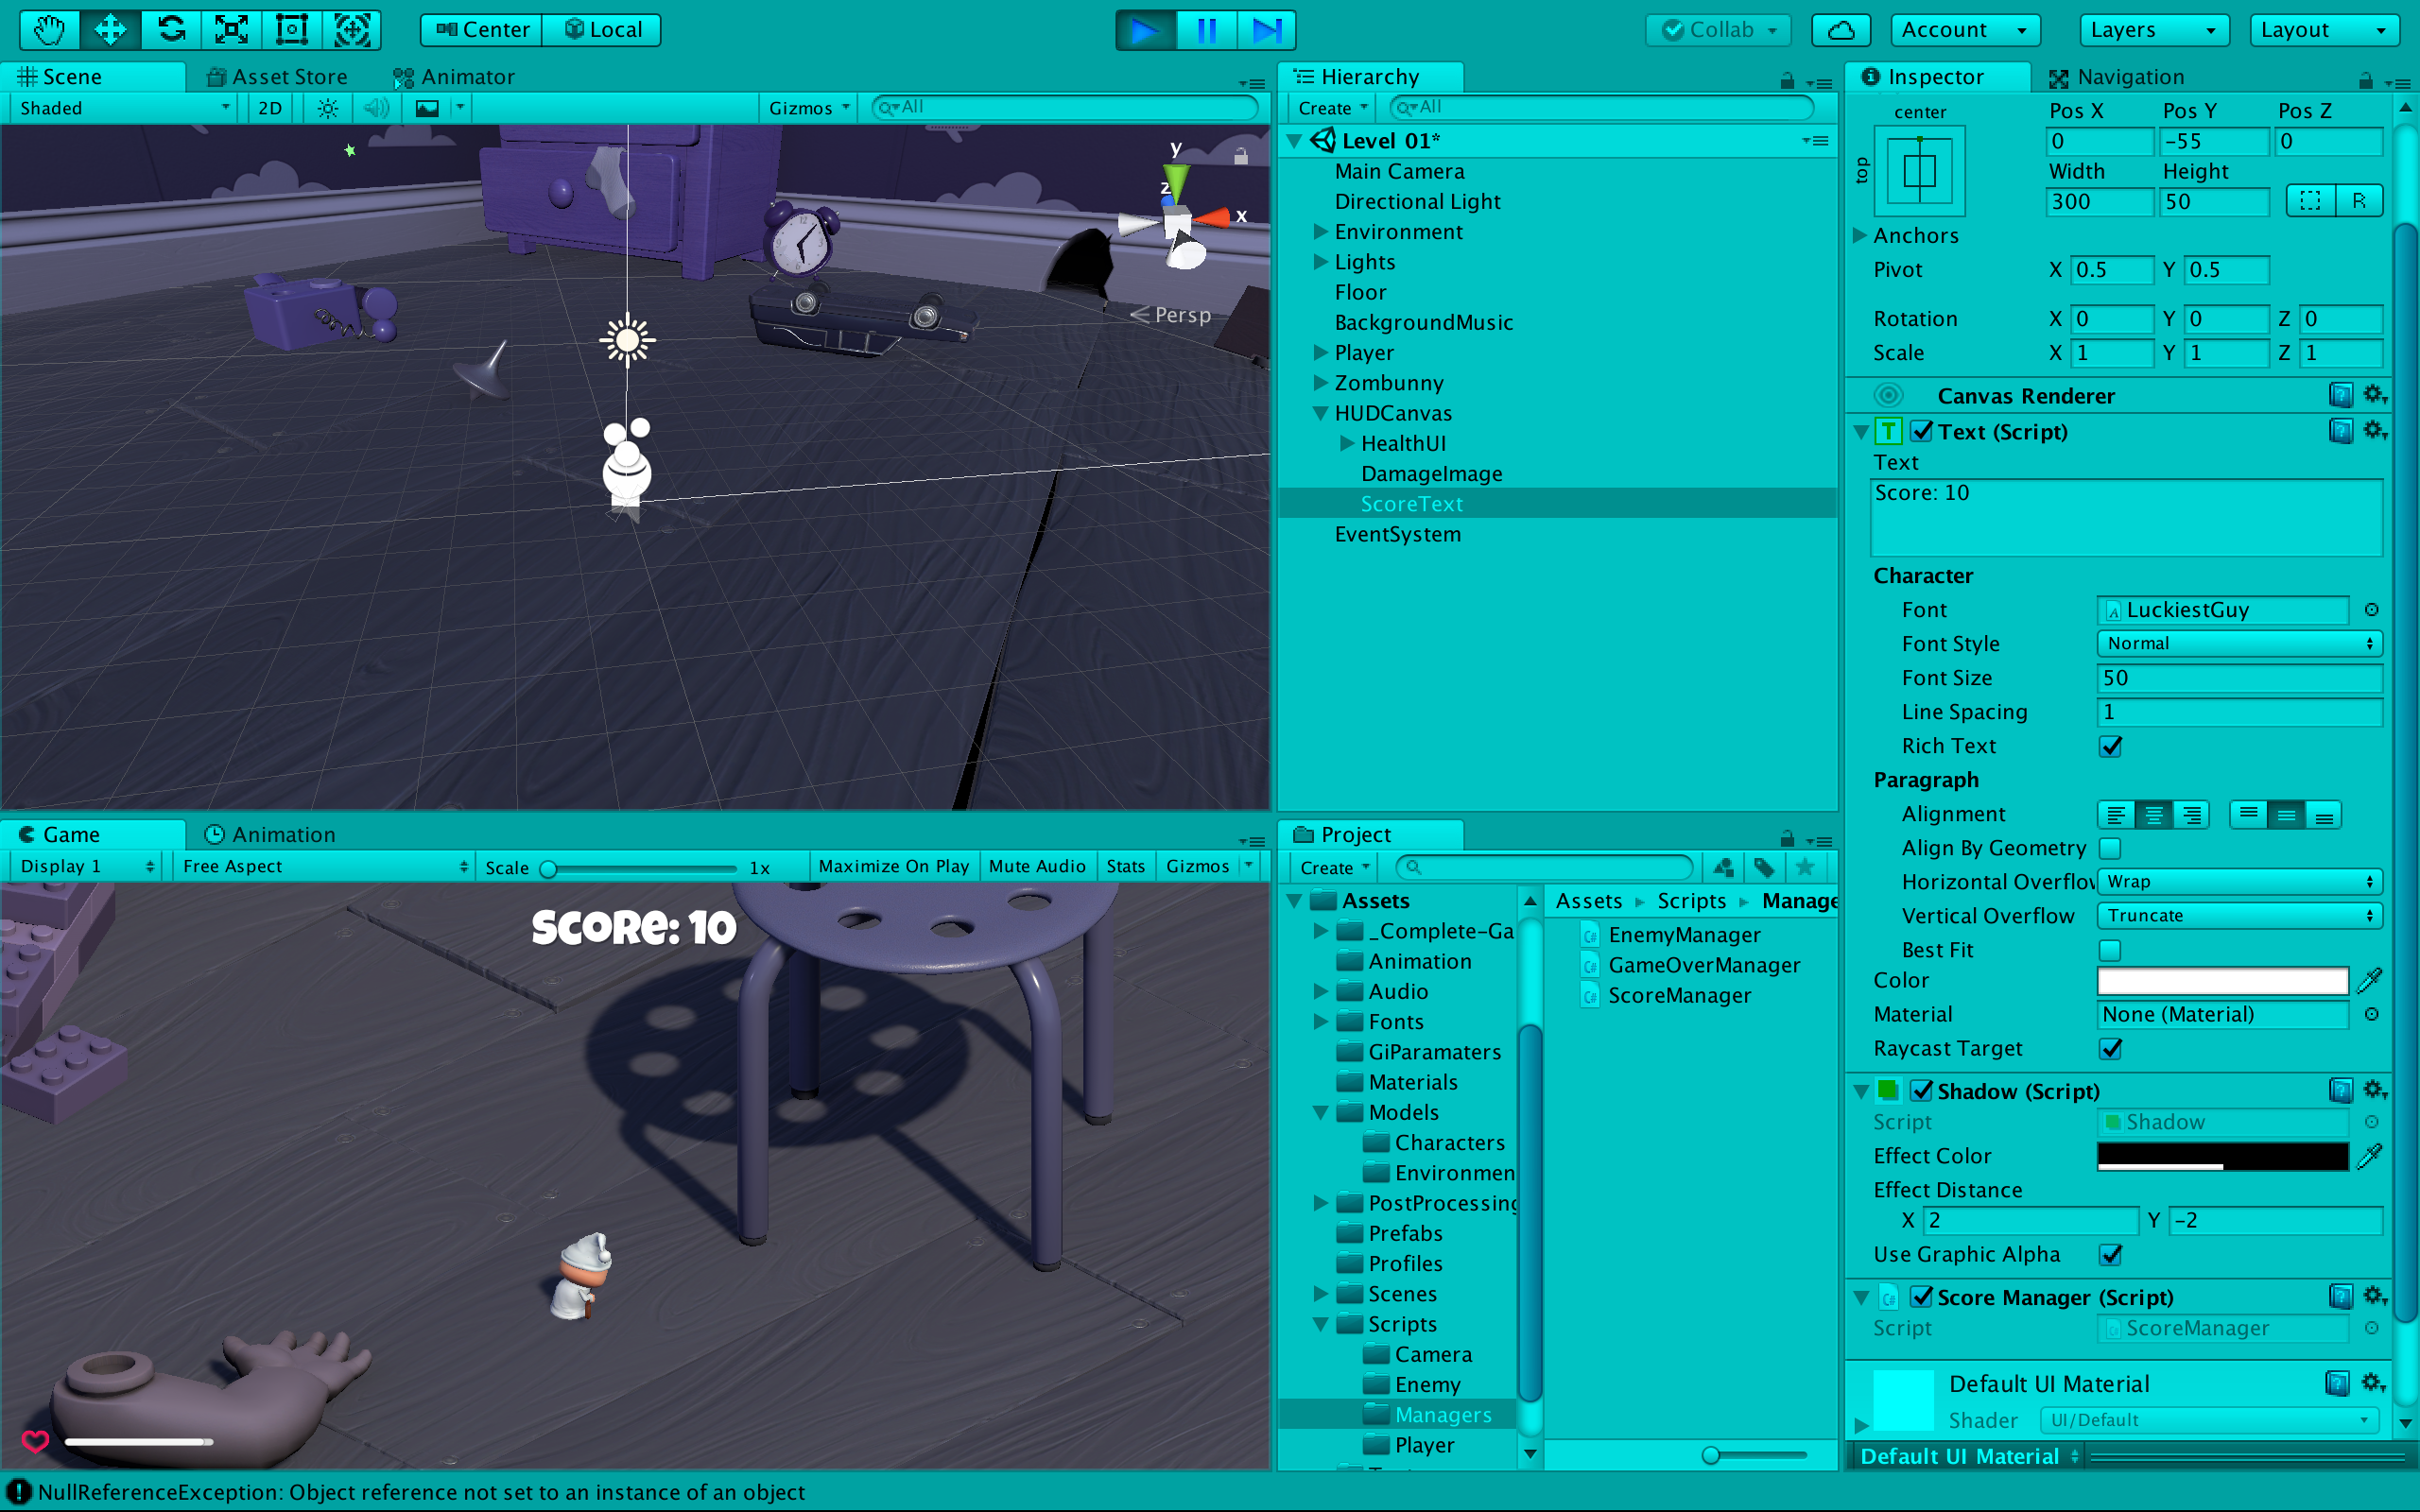 Center Local
Collab Account Layers Layout
Scene Asset Store Animator
Shaded 2D Gizmos All
y
z
x
Persp
Game Animation
Display 1 Free Aspect Scale 1x Maximize On Play Mute Audio Stats Gizmos
SCORE: 10
Hierarchy
Create All
Level 01*
Main Camera
Directional Light
Environment
Lights
Floor
BackgroundMusic
Player
Zombunny
HUDCanvas
HealthUI
DamageImage
ScoreText
EventSystem
Project
Create
Assets
_Complete-Ga
Animation
Audio
Fonts
GiParamaters
Materials
Models
Characters
Environmen
PostProcessing
Prefabs
Profiles
Scenes
Scripts
Camera
Enemy
Managers
Player
Assets Scripts Manage
EnemyManager
GameOverManager
ScoreManager
Inspector Navigation
center
top
Pos X Pos Y Pos Z
0 -55 0
Width Height
300 50 R
Anchors
Pivot X 0.5 Y 0.5
Rotation X 0 Y 0 Z 0
Scale X 1 Y 1 Z 1
Canvas Renderer
Text (Script)
Text
Score: 10
Character
Font LuckiestGuy
Font Style Normal
Font Size 50
Line Spacing 1
Rich Text
Paragraph
Alignment
Align By Geometry
Horizontal Overflow Wrap
Vertical Overflow Truncate
Best Fit
Color
Material None (Material)
Raycast Target
Shadow (Script)
Script Shadow
Effect Color
Effect Distance
X 2 Y -2
Use Graphic Alpha
Score Manager (Script)
Script ScoreManager
Default UI Material
Shader UI/Default
Default UI Material
NullReferenceException: Object reference not set to an instance of an object